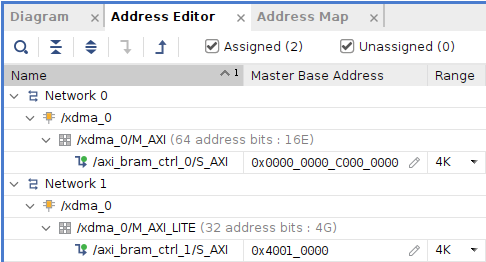 Diagram × Address Editor × Address Map ×
Assigned (2) Unassigned (0)
Name 1 Master Base Address Range
Network 0
/xdma_0
/xdma_0/M_AXI (64 address bits : 16E)
/axi_bram_ctrl_0/S_AXI 0x0000_0000_C000_0000 4K
Network 1
/xdma_0
/xdma_0/M_AXI_LITE (32 address bits : 4G)
/axi_bram_ctrl_1/S_AXI 0x4001_0000 4K